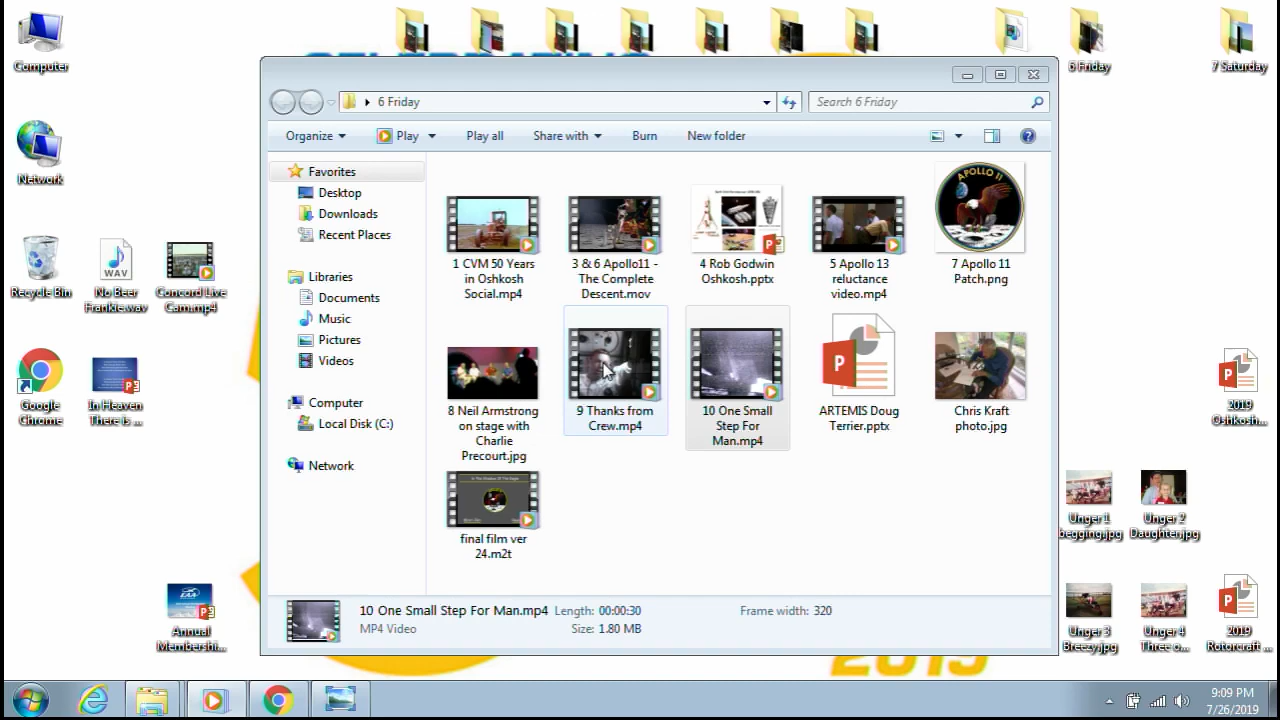 Computer
Network
Recycle Bin
No Beer
Frankie.wav
WAV
Concord Live
Cam.mp4
Google
Chrome
In Heaven
There is ...
Annual
Membershi...
6 Friday
7 Saturday
2019
Oshkosh...
Unger 1
begging.jpg
Unger 2
Daughter.jpg
Unger 3
Breezy.jpg
Unger 4
Three o...
2019
Rotorcraft ...
2019
6 Friday
Search 6 Friday
Organize
Play
Play all
Share with
Burn
New folder
Favorites
Desktop
Downloads
Recent Places
Libraries
Documents
Music
Pictures
Videos
Computer
Local Disk (C:)
Network
1 CVM 50 Years
in Oshkosh
Social.mp4
3 & 6 Apollo11 -
The Complete
Descent.mov
4 Rob Godwin
Oshkosh.pptx
5 Apollo 13
reluctance
video.mp4
APOLLO 11
7 Apollo 11
Patch.png
8 Neil Armstrong
on stage with
Charlie
Precourt.jpg
9 Thanks from
Crew.mp4
10 One Small
Step For
Man.mp4
ARTEMIS Doug
Terrier.pptx
Chris Kraft
photo.jpg
final film ver
24.m2t
10 One Small Step For Man.mp4
Length: 00:00:30
Frame width: 320
MP4 Video
Size: 1.80 MB
9:09 PM
7/26/2019